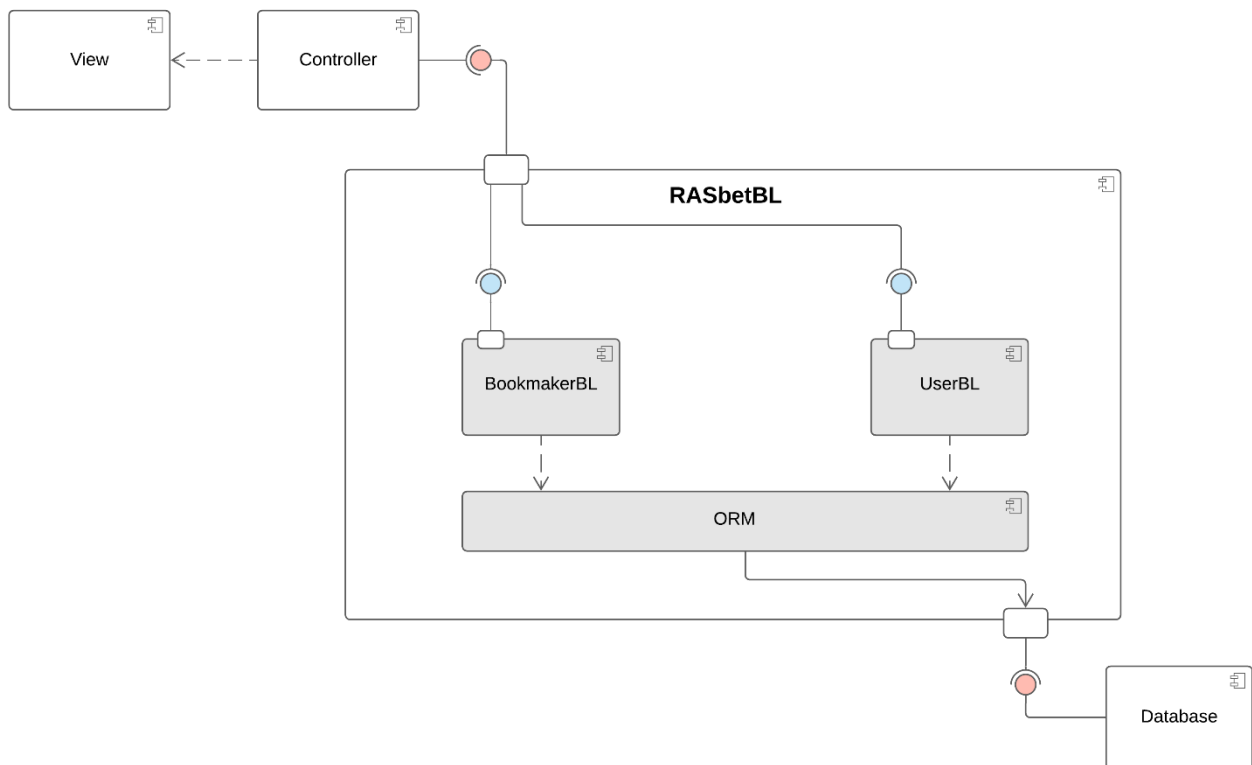 View
Controller
RASbetBL
BookmakerBL
UserBL
ORM
Database